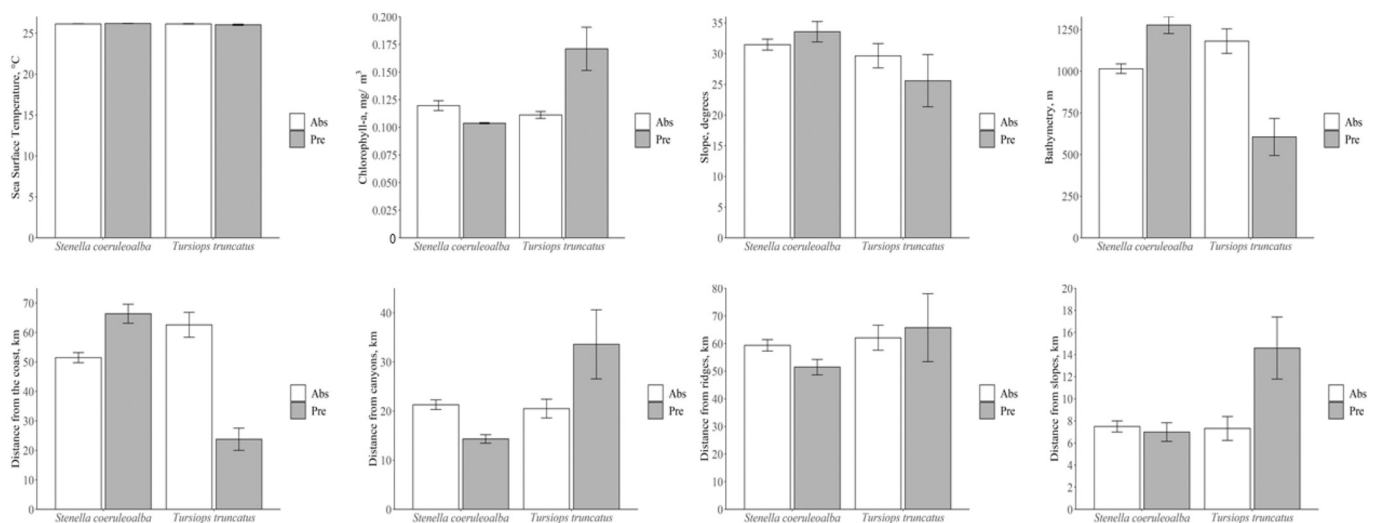 Sea Surface Temperature, °C
25
20
15
10
5
0
Stenella coeruleoalba
Tursiops truncatus
Abs
Pre
Chlorophyll-a, mg/ m³
0.200
0.175
0.150
0.125
0.100
0.075
0.050
0.025
0
Stenella coeruleoalba
Tursiops truncatus
Abs
Pre
Slope, degrees
35
30
25
20
15
10
5
0
Stenella coeruleoalba
Tursiops truncatus
Abs
Pre
Bathymetry, m
1250
1000
750
500
250
0
Stenella coeruleoalba
Tursiops truncatus
Abs
Pre
Distance from the coast, km
70
60
50
40
30
20
10
0
Stenella coeruleoalba
Tursiops truncatus
Abs
Pre
Distance from canyons, km
40
30
20
10
0
Stenella coeruleoalba
Tursiops truncatus
Abs
Pre
Distance from ridges, km
80
70
60
50
40
30
20
10
0
Stenella coeruleoalba
Tursiops truncatus
Abs
Pre
Distance from slopes, km
20
18
16
14
12
10
8
6
4
2
0
Stenella coeruleoalba
Tursiops truncatus
Abs
Pre